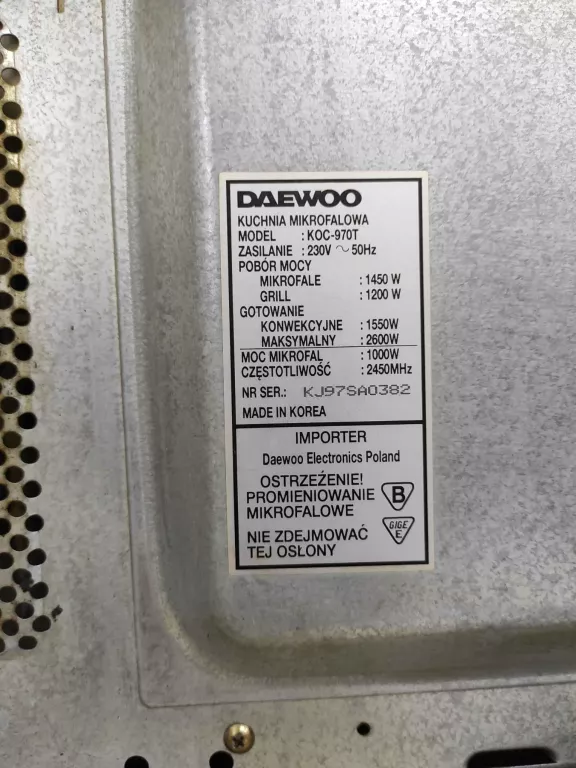 DAEWOO
KUCHNIA MIKROFALOWA
MODEL : KOC-970T
ZASILANIE : 230V ~ 50Hz
POBÓR MOCY
MIKROFALE : 1450 W
GRILL : 1200 W
GOTOWANIE
KONWEKCYJNE : 1550W
MAKSYMALNY : 2600W
MOC MIKROFAL : 1000W
CZĘSTOTLIWOŚĆ : 2450MHz
NR SER.: KJ97SA0382
MADE IN KOREA
IMPORTER
Daewoo Electronics Poland
OSTRZEŻENIE!
PROMIENIOWANIE
MIKROFALOWE
B
NIE ZDEJMOWAĆ
TEJ OSŁONY
GIGE
E